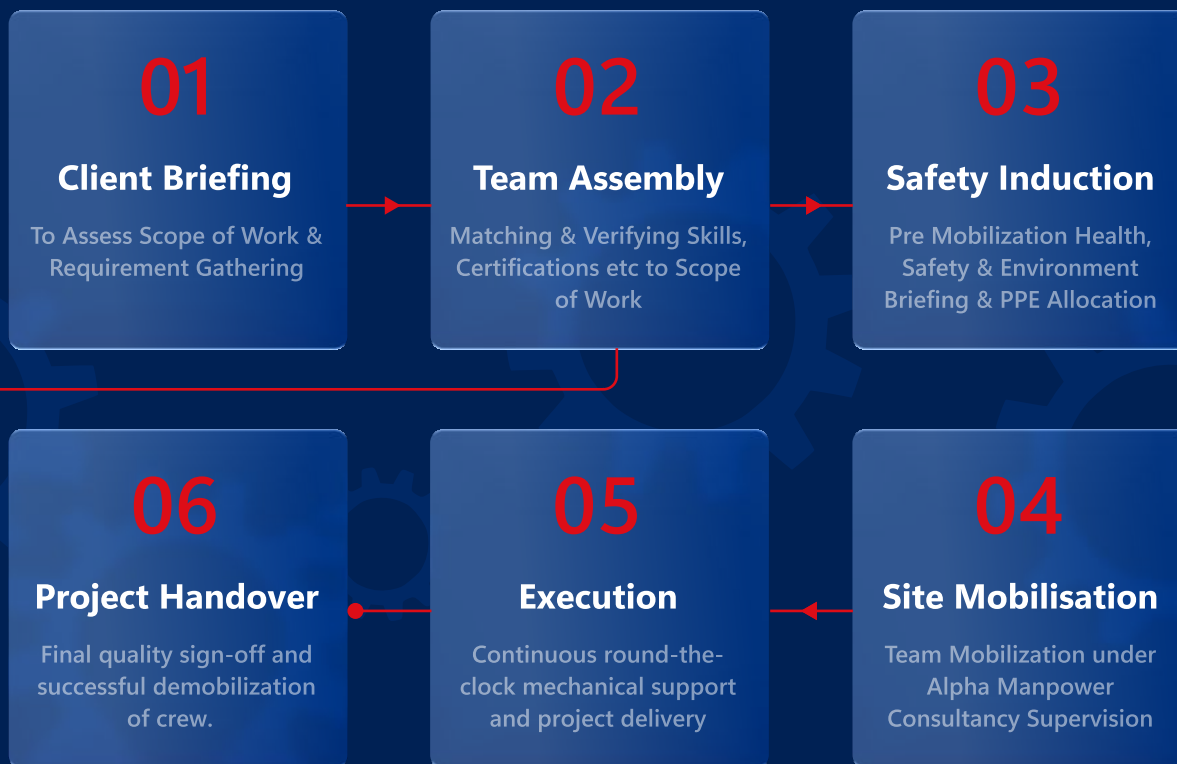 01
Client Briefing
To Assess Scope of Work &
Requirement Gathering
02
Team Assembly
Matching & Verifying Skills,
Certifications etc to Scope
of Work
03
Safety Induction
Pre Mobilization Health,
Safety & Environment
Briefing & PPE Allocation
04
Site Mobilisation
Team Mobilization under
Alpha Manpower
Consultancy Supervision
05
Execution
Continuous round-the-
clock mechanical support
and project delivery
06
Project Handover
Final quality sign-off and
successful demobilization
of crew.